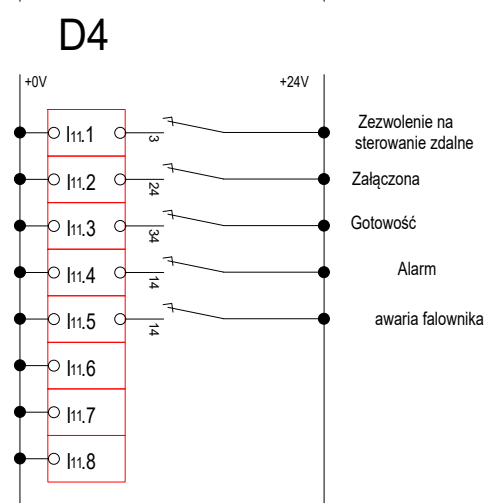 D4
+0V
+24V
I11.1
3
Zezwolenie na
sterowanie zdalne
I11.2
24
Załączona
I11.3
34
Gotowość
I11.4
14
Alarm
I11.5
14
awaria falownika
I11.6
I11.7
I11.8